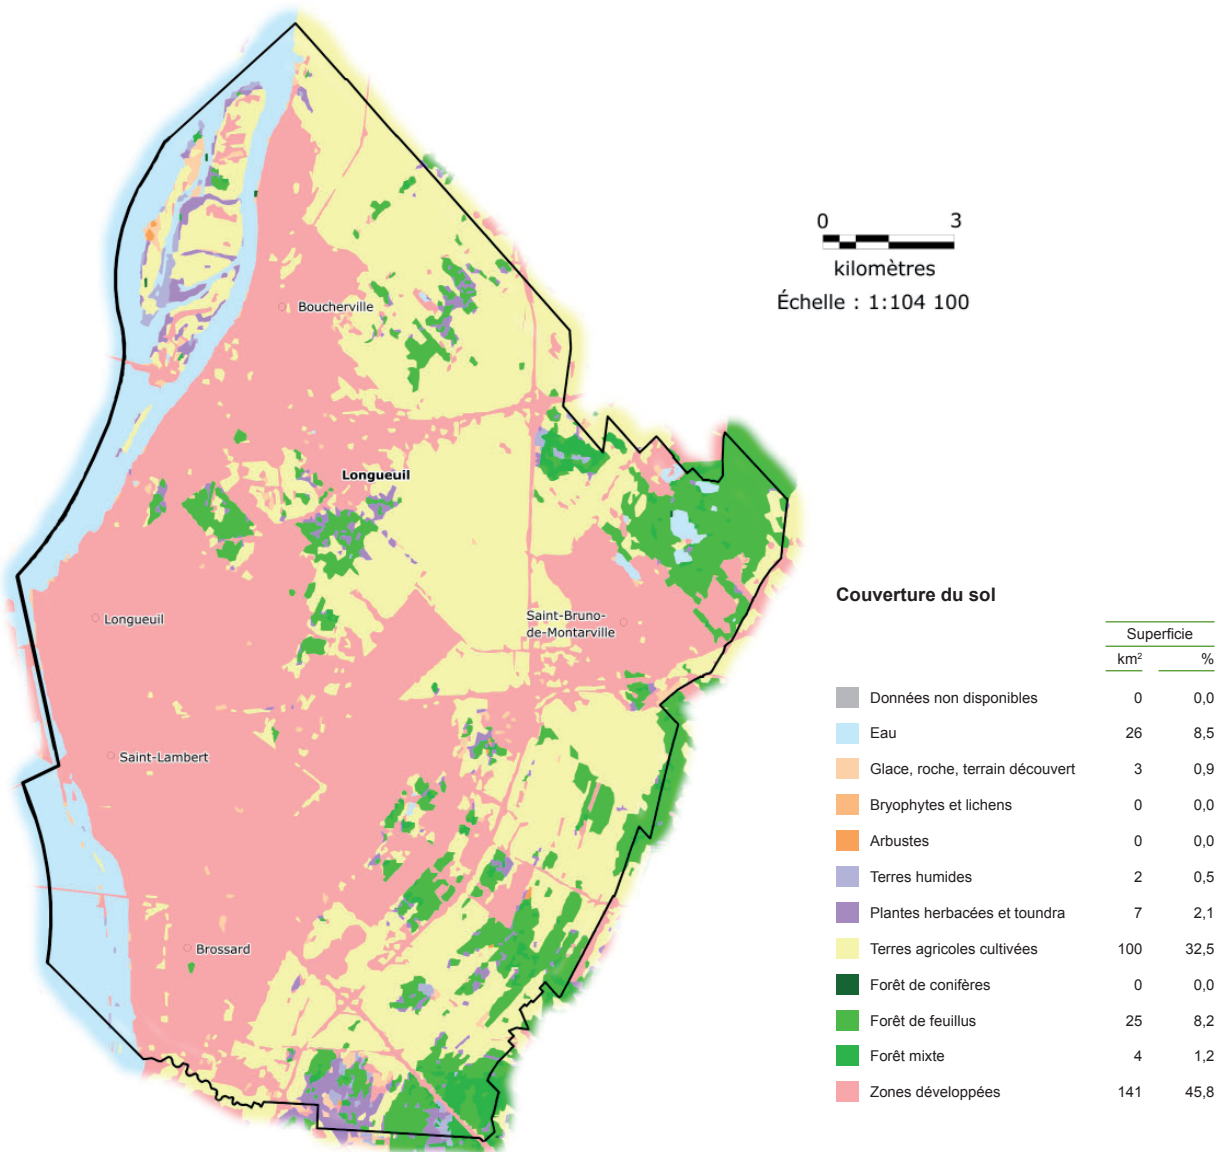 0 3
kilomètres
Échelle : 1:104 100
Boucherville
Longueuil
Longueuil
Saint-Bruno-
de-Montarville
Saint-Lambert
Brossard
Couverture du sol
Superficie
km² %
Données non disponibles 0 0,0
Eau 26 8,5
Glace, roche, terrain découvert 3 0,9
Bryophytes et lichens 0 0,0
Arbustes 0 0,0
Terres humides 2 0,5
Plantes herbacées et toundra 7 2,1
Terres agricoles cultivées 100 32,5
Forêt de conifères 0 0,0
Forêt de feuillus 25 8,2
Forêt mixte 4 1,2
Zones développées 141 45,8